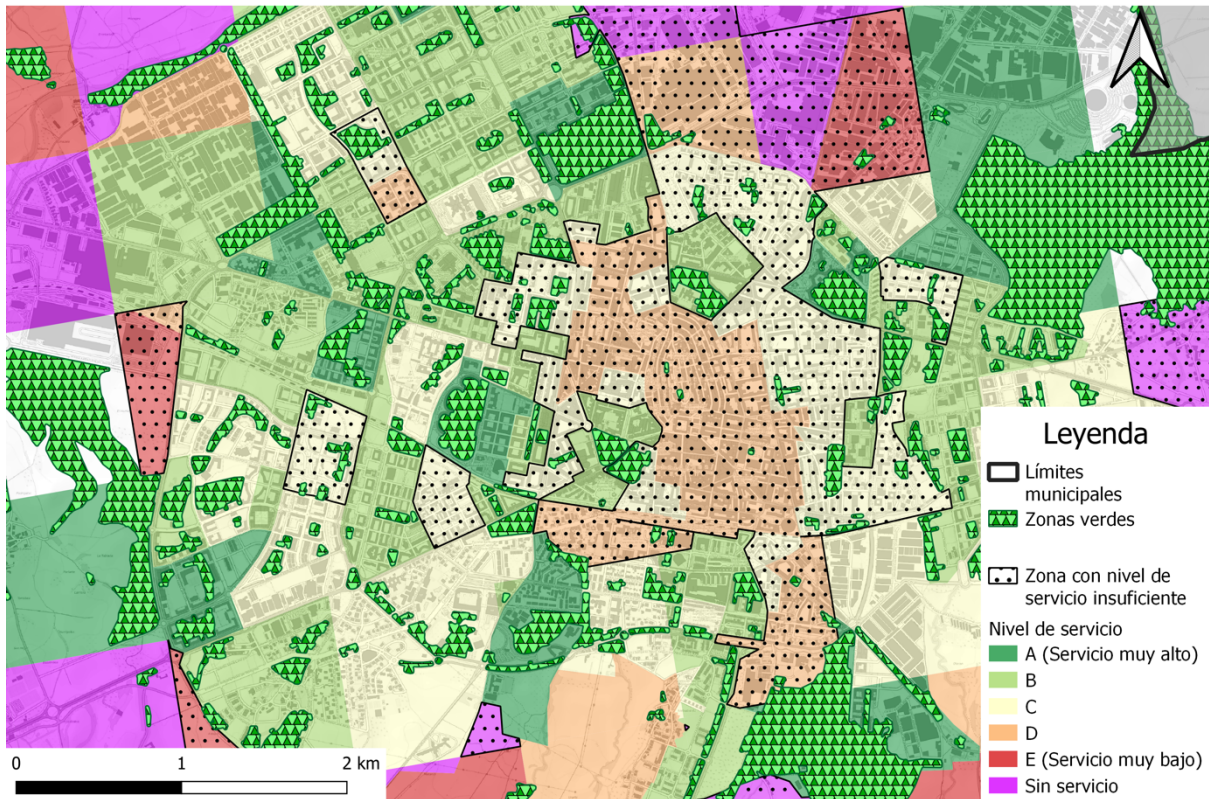 Leyenda
Límites
municipales
Zonas verdes
Zona con nivel de
servicio insuficiente
Nivel de servicio
A (Servicio muy alto)
B
C
D
E (Servicio muy bajo)
Sin servicio
0 1 2 km